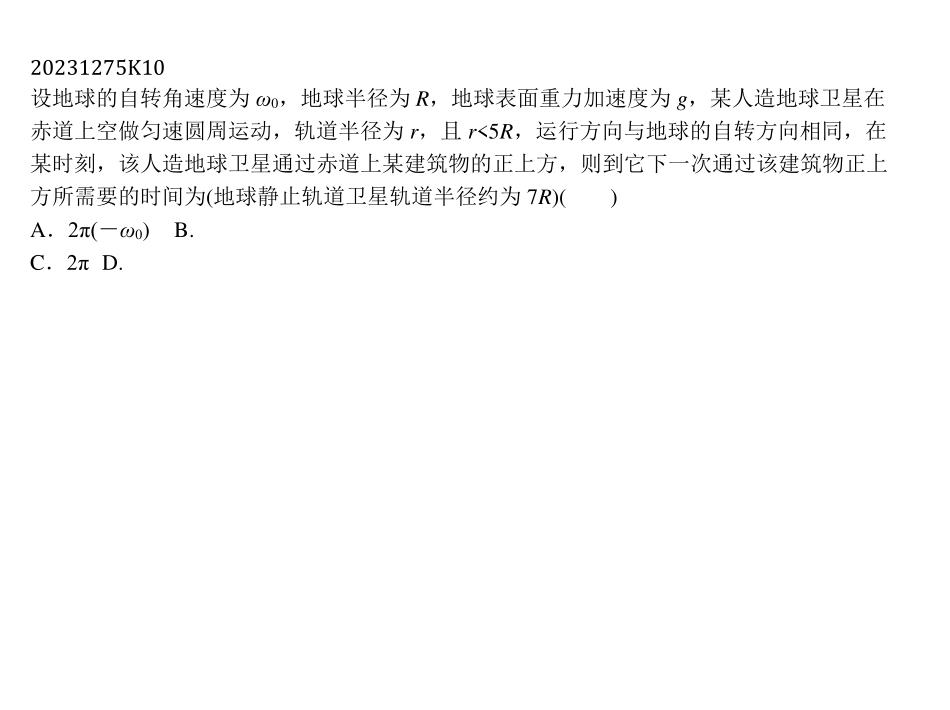 20231275K10
设地球的自转角速度为 ω₀，地球半径为 R，地球表面重力加速度为 g，某人造地球卫星在
赤道上空做匀速圆周运动，轨道半径为 r，且 r<5R，运行方向与地球的自转方向相同，在
某时刻，该人造地球卫星通过赤道上某建筑物的正上方，则到它下一次通过该建筑物正上
方所需要的时间为(地球静止轨道卫星轨道半径约为 7R)(　　)
A．2π(－ω₀)　B.
C．2π D.